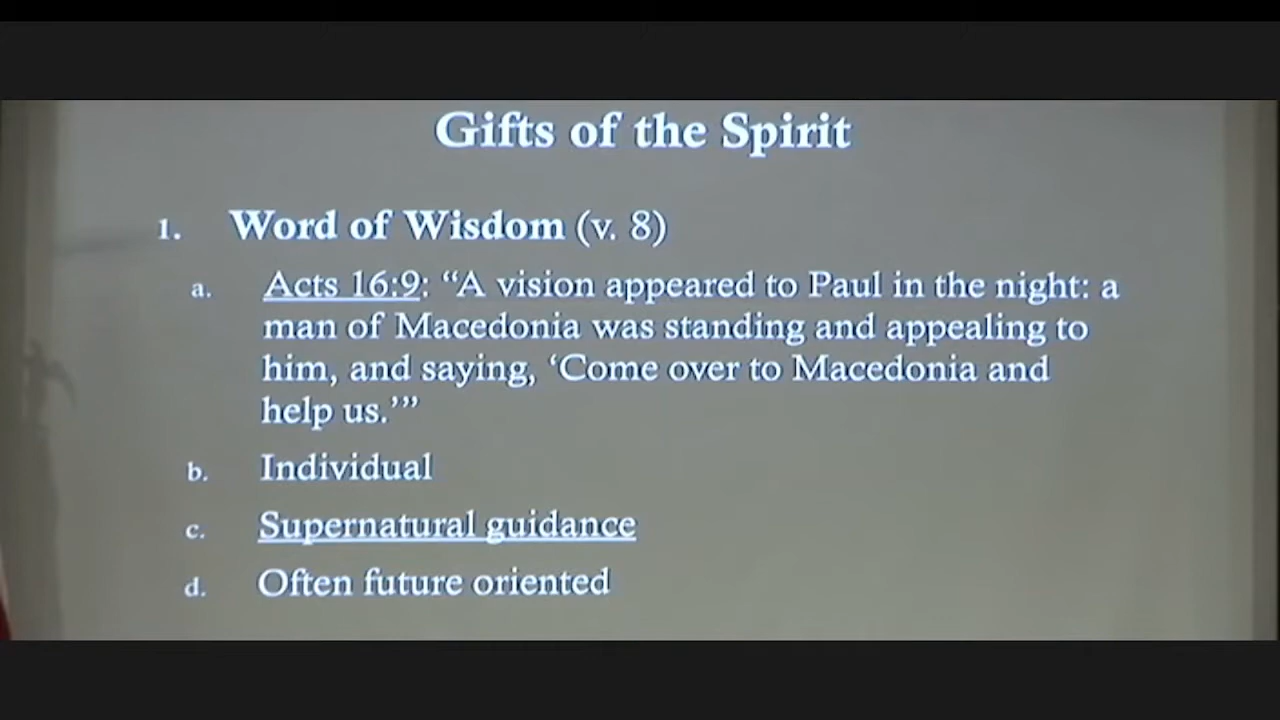 Gifts of the Spirit
1. Word of Wisdom (v. 8)
a. Acts 16:9: “A vision appeared to Paul in the night: a
man of Macedonia was standing and appealing to
him, and saying, ‘Come over to Macedonia and
help us.’”
b. Individual
c. Supernatural guidance
d. Often future oriented